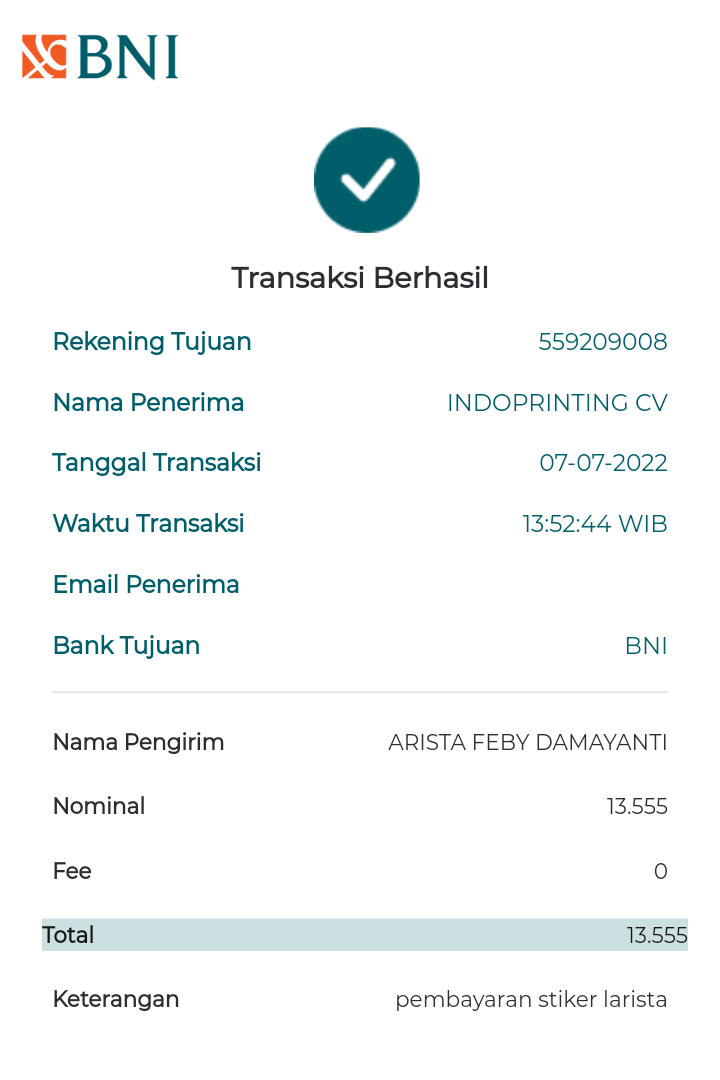 BNI
Transaksi Berhasil
Rekening Tujuan 559209008
Nama Penerima INDOPRINTING CV
Tanggal Transaksi 07-07-2022
Waktu Transaksi 13:52:44 WIB
Email Penerima
Bank Tujuan BNI
Nama Pengirim ARISTA FEBY DAMAYANTI
Nominal 13.555
Fee 0
Total 13.555
Keterangan pembayaran stiker larista